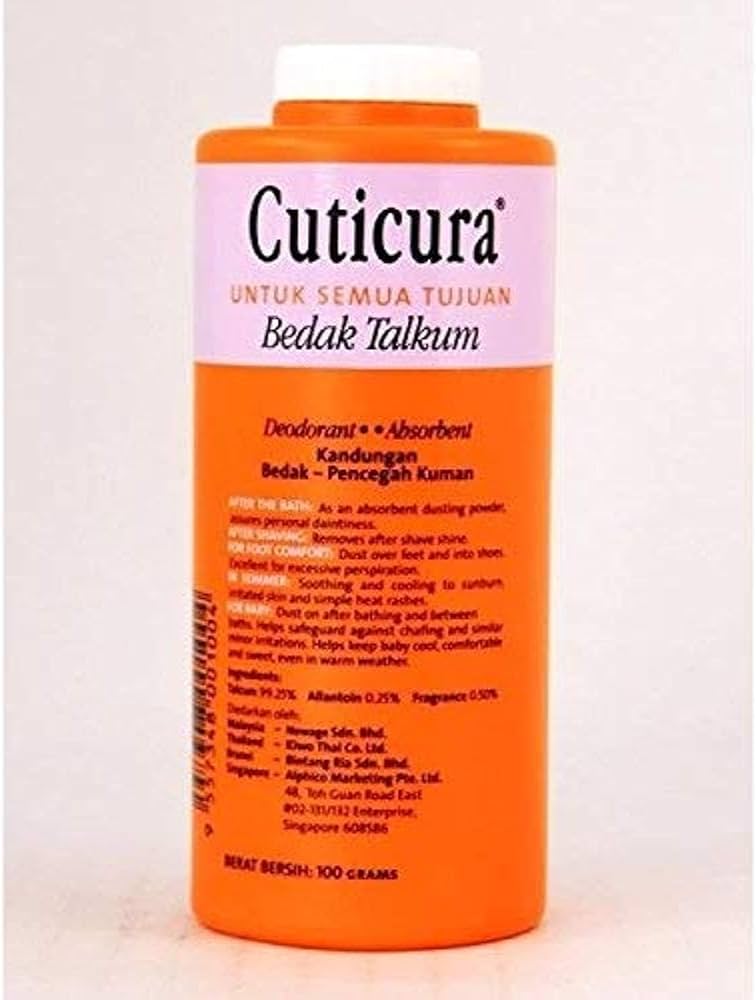 Cuticura®
UNTUK SEMUA TUJUAN
Bedak Talkum
Deodorant • • Absorbent
Kandungan
Bedak – Pencegah Kuman
AFTER THE BATH: As an absorbent dusting powder,
assures personal daintiness.
AFTER SHAVING: Removes after shave shine.
FOR FOOT COMFORT: Dust over feet and into shoes.
Excellent for excessive perspiration.
IN SUMMER: Soothing and cooling to sunburn,
irritated skin and simple heat rashes.
FOR BABY: Dust on after bathing and between
baths. Helps safeguard against chafing and similar
minor irritations. Helps keep baby cool, comfortable
and sweet, even in warm weather.
Ingredients:
Talcum 99.25% Allantoin 0.25% Fragrance 0.50%
Diedarkan oleh:
Malaysia – Newage Sdn. Bhd.
Thailand – Kiwo Thai Co. Ltd.
Brunei – Bintang Ria Sdn. Bhd.
Singapore – Alphico Marketing Pte. Ltd.
48, Toh Guan Road East
#02-131/132 Enterprise,
Singapore 608586
BERAT BERSIH: 100 GRAMS
9 557348 001004